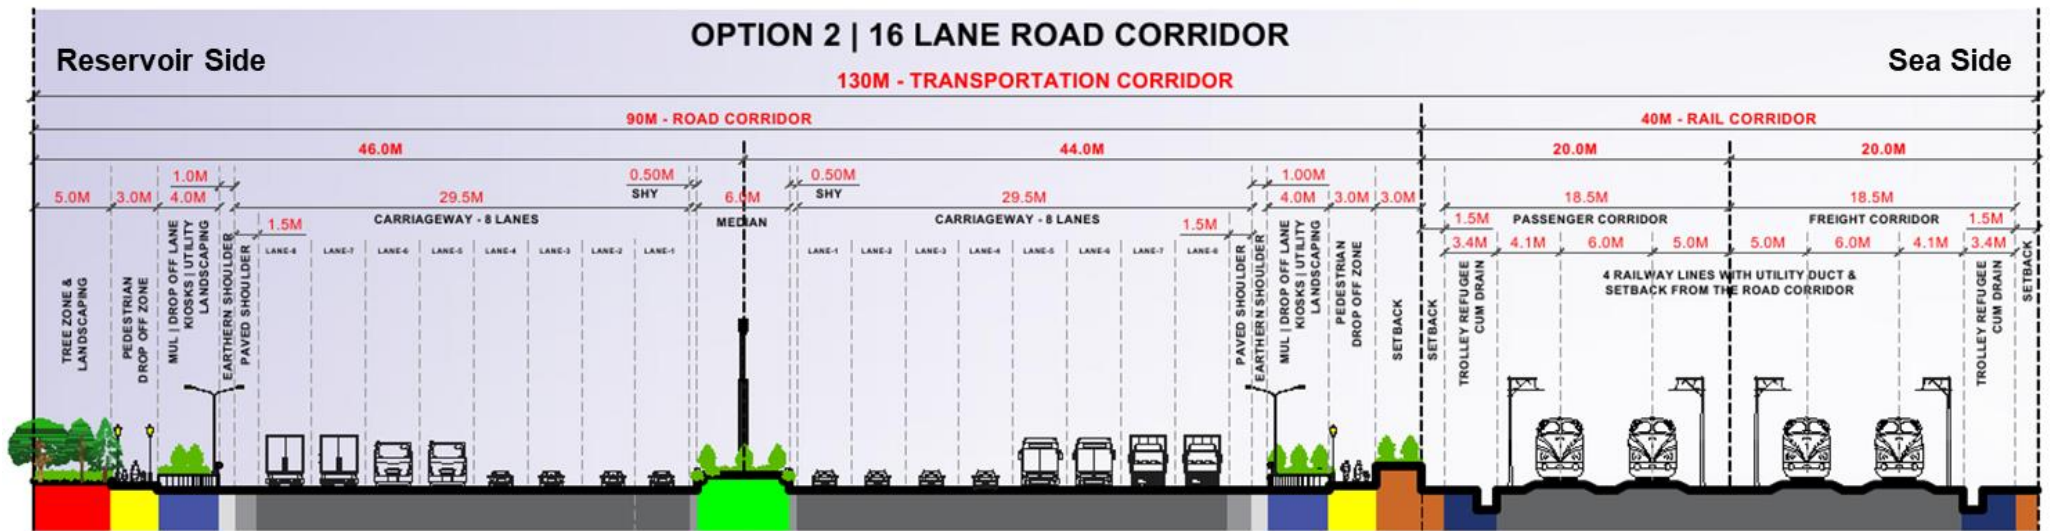 OPTION 2 | 16 LANE ROAD CORRIDOR
Reservoir Side
Sea Side
130M - TRANSPORTATION CORRIDOR
90M - ROAD CORRIDOR
40M - RAIL CORRIDOR
46.0M
44.0M
20.0M
20.0M
1.0M
0.50M
0.50M
1.00M
5.0M
3.0M
4.0M
29.5M
SHY
6.0M
SHY
29.5M
4.0M
3.0M
3.0M
18.5M
18.5M
CARRIAGEWAY - 8 LANES
MEDIAN
CARRIAGEWAY - 8 LANES
1.5M
PASSENGER CORRIDOR
FREIGHT CORRIDOR
1.5M
1.5M
1.5M
3.4M
4.1M
6.0M
5.0M
5.0M
6.0M
4.1M
3.4M
LANE-8
LANE-7
LANE-6
LANE-5
LANE-4
LANE-3
LANE-2
LANE-1
LANE-1
LANE-2
LANE-3
LANE-4
LANE-5
LANE-6
LANE-7
LANE-8
4 RAILWAY LINES WITH UTILITY DUCT &
SETBACK FROM THE ROAD CORRIDOR
TREE ZONE &
LANDSCAPING
PEDESTRIAN
DROP OFF ZONE
MUL | DROP OFF LANE
KIOSKS | UTILITY
LANDSCAPING
EARTHERN SHOULDER
PAVED SHOULDER
PAVED SHOULDER
EARTHERN SHOULDER
MUL | DROP OFF LANE
KIOSKS | UTILITY
LANDSCAPING
PEDESTRIAN
DROP OFF ZONE
SETBACK
SETBACK
TROLLEY REFUGEE
CUM DRAIN
TROLLEY REFUGEE
CUM DRAIN
SETBACK